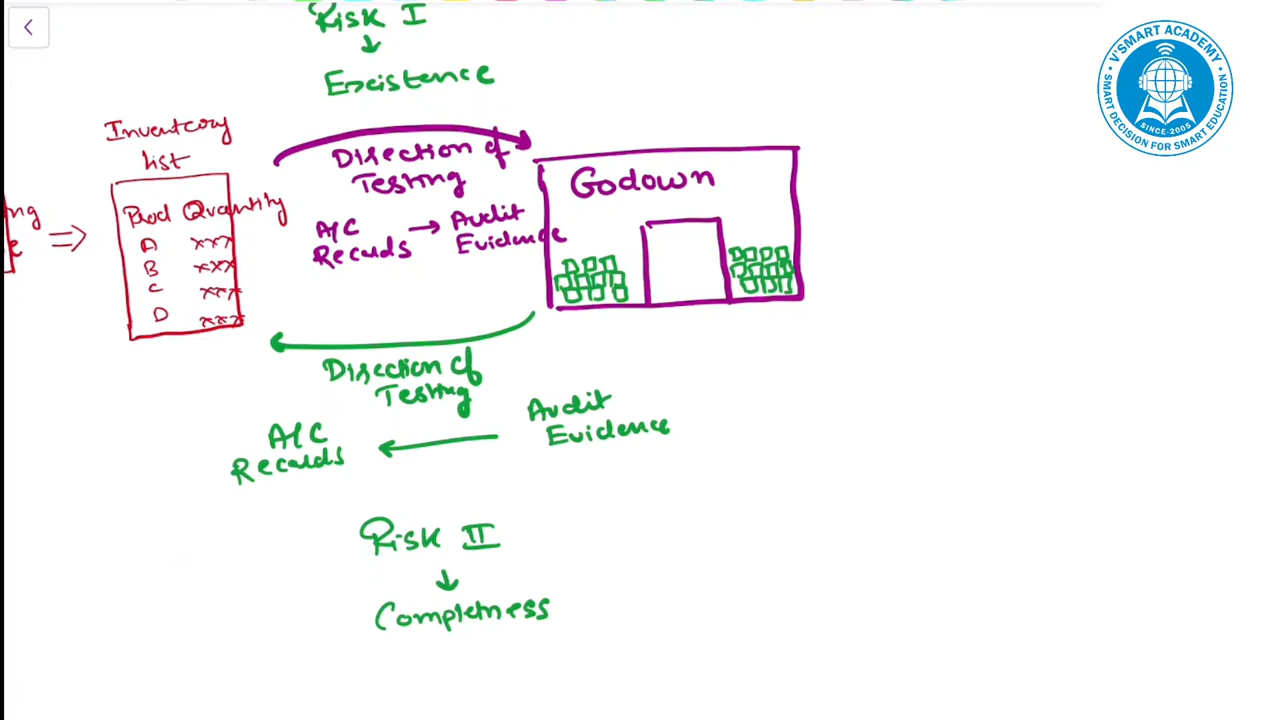 Risk I
Existence
Inventory
list
Prod Quantity
A xxx
B xxx
C xxx
D xxx
Direction of
Testing
A/C
Records → Audit
Evidence
Godown
Direction of
Testing
A/C
Records
Audit
Evidence
Risk II
Completness
V'SMART ACADEMY
SINCE-2005
SMART DECISION FOR SMART EDUCATION